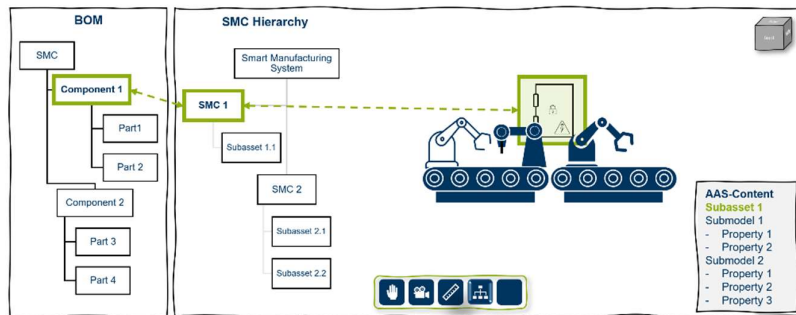 BOM
SMC
Component 1
Part1
Part 2
Component 2
Part 3
Part 4
SMC Hierarchy
Smart Manufacturing
System
SMC 1
Subasset 1.1
SMC 2
Subasset 2.1
Subasset 2.2
AAS-Content
Subasset 1
Submodel 1
- Property 1
- Property 2
Submodel 2
- Property 1
- Property 2
- Property 3